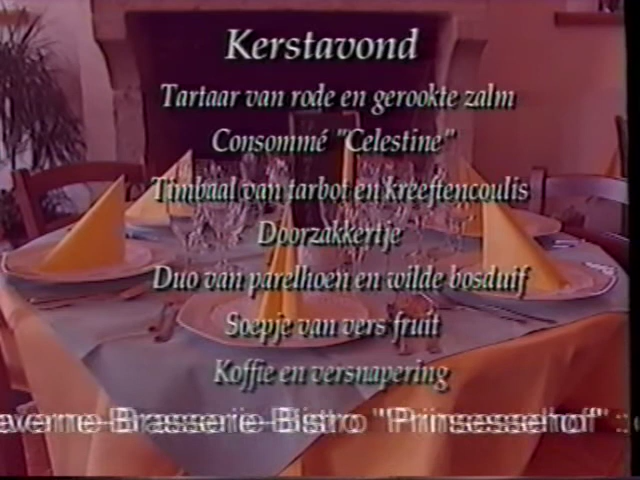 Kerstavond
Tartaar van rode en gerookte zalm
Consommé "Celestine"
Timbaal van tarbot en kreeftencoulis
Doorzakkertje
Duo van parelhoen en wilde bosduif
Soepje van vers fruit
Koffie en versnapering
averne-Brasserie-Bistro "Prinsessehof" :